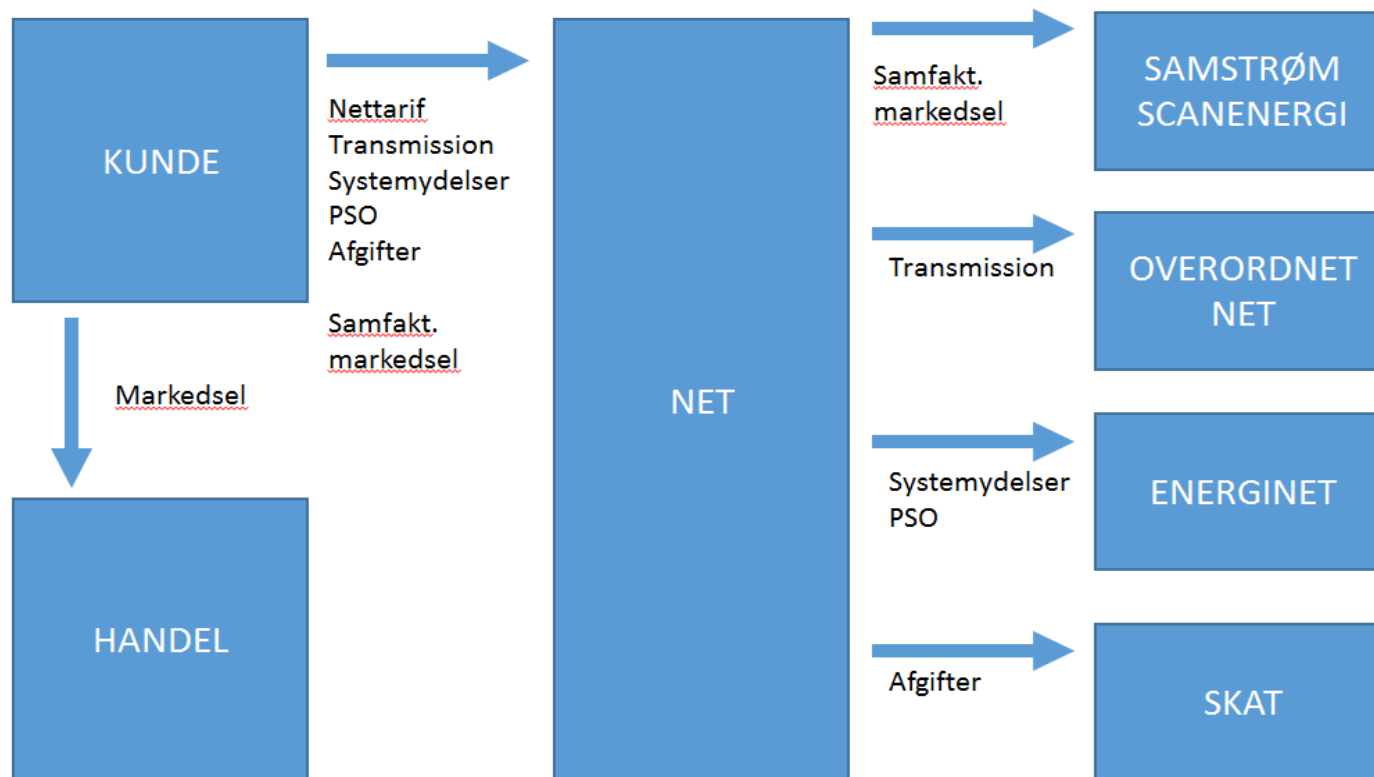 KUNDE
Nettarif
Transmission
Systemydelser
PSO
Afgifter
Samfakt.
markedsel
Markedsel
HANDEL
NET
Samfakt.
markedsel
SAMSTRØM
SCANENERGI
Transmission
OVERORDNET
NET
Systemydelser
PSO
ENERGINET
Afgifter
SKAT